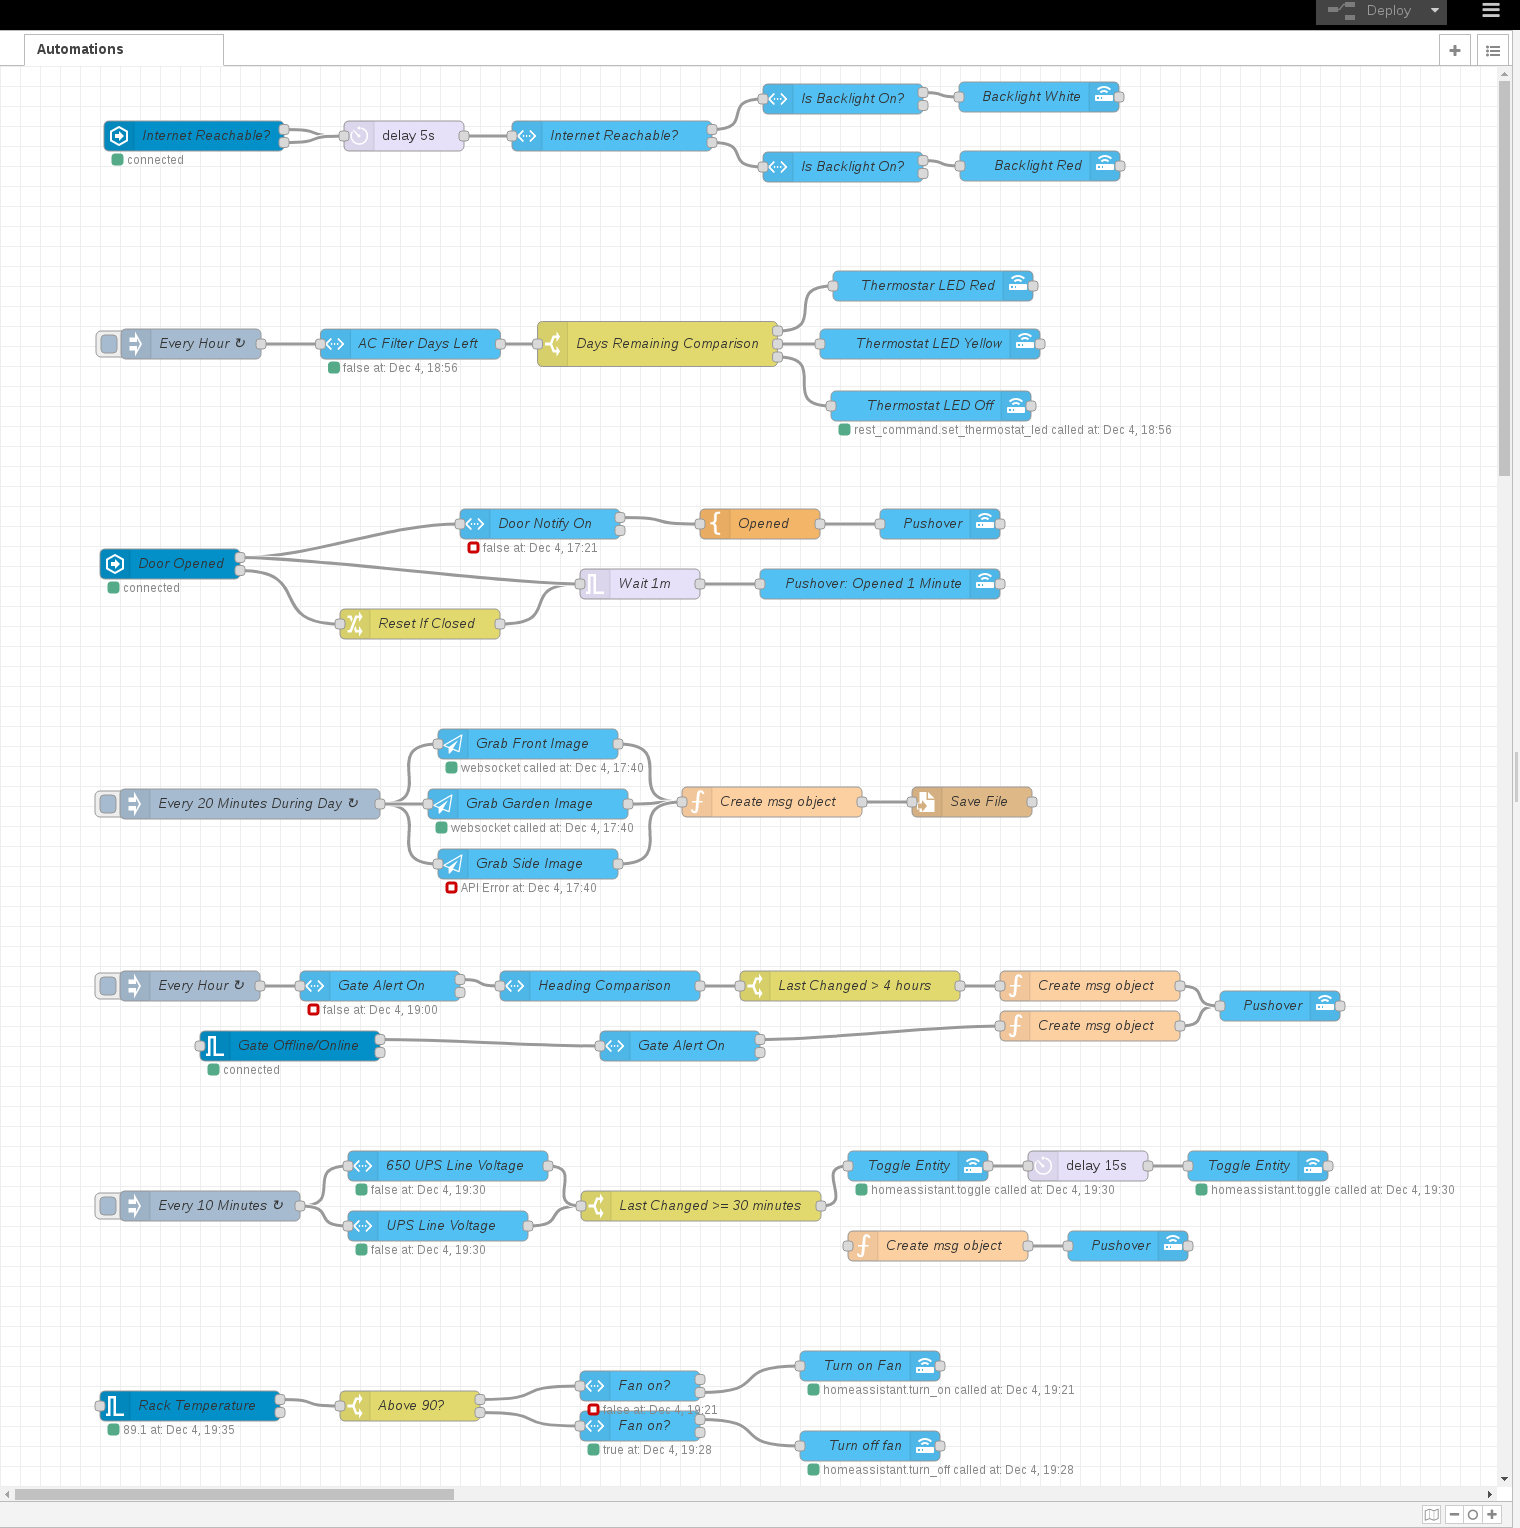 Deploy
Automations
Is Backlight On?
Backlight White
Internet Reachable?
delay 5s
Internet Reachable?
connected
Is Backlight On?
Backlight Red
Thermostar LED Red
Every Hour ↻
AC Filter Days Left
Days Remaining Comparison
Thermostat LED Yellow
false at: Dec 4, 18:56
Thermostat LED Off
rest_command.set_thermostat_led called at: Dec 4, 18:56
Door Notify On
Opened
Pushover
false at: Dec 4, 17:21
Door Opened
connected
Wait 1m
Pushover: Opened 1 Minute
Reset If Closed
Grab Front Image
websocket called at: Dec 4, 17:40
Every 20 Minutes During Day ↻
Grab Garden Image
Create msg object
Save File
websocket called at: Dec 4, 17:40
Grab Side Image
API Error at: Dec 4, 17:40
Every Hour ↻
Gate Alert On
Heading Comparison
Last Changed > 4 hours
Create msg object
false at: Dec 4, 19:00
Pushover
Gate Offline/Online
Gate Alert On
Create msg object
connected
650 UPS Line Voltage
Toggle Entity
delay 15s
Toggle Entity
false at: Dec 4, 19:30
homeassistant.toggle called at: Dec 4, 19:30
homeassistant.toggle called at: Dec 4, 19:30
Every 10 Minutes ↻
Last Changed >= 30 minutes
UPS Line Voltage
false at: Dec 4, 19:30
Create msg object
Pushover
Turn on Fan
homeassistant.turn_on called at: Dec 4, 19:21
Fan on?
false at: Dec 4, 19:21
Rack Temperature
Above 90?
89.1 at: Dec 4, 19:35
Fan on?
true at: Dec 4, 19:28
Turn off fan
homeassistant.turn_off called at: Dec 4, 19:28